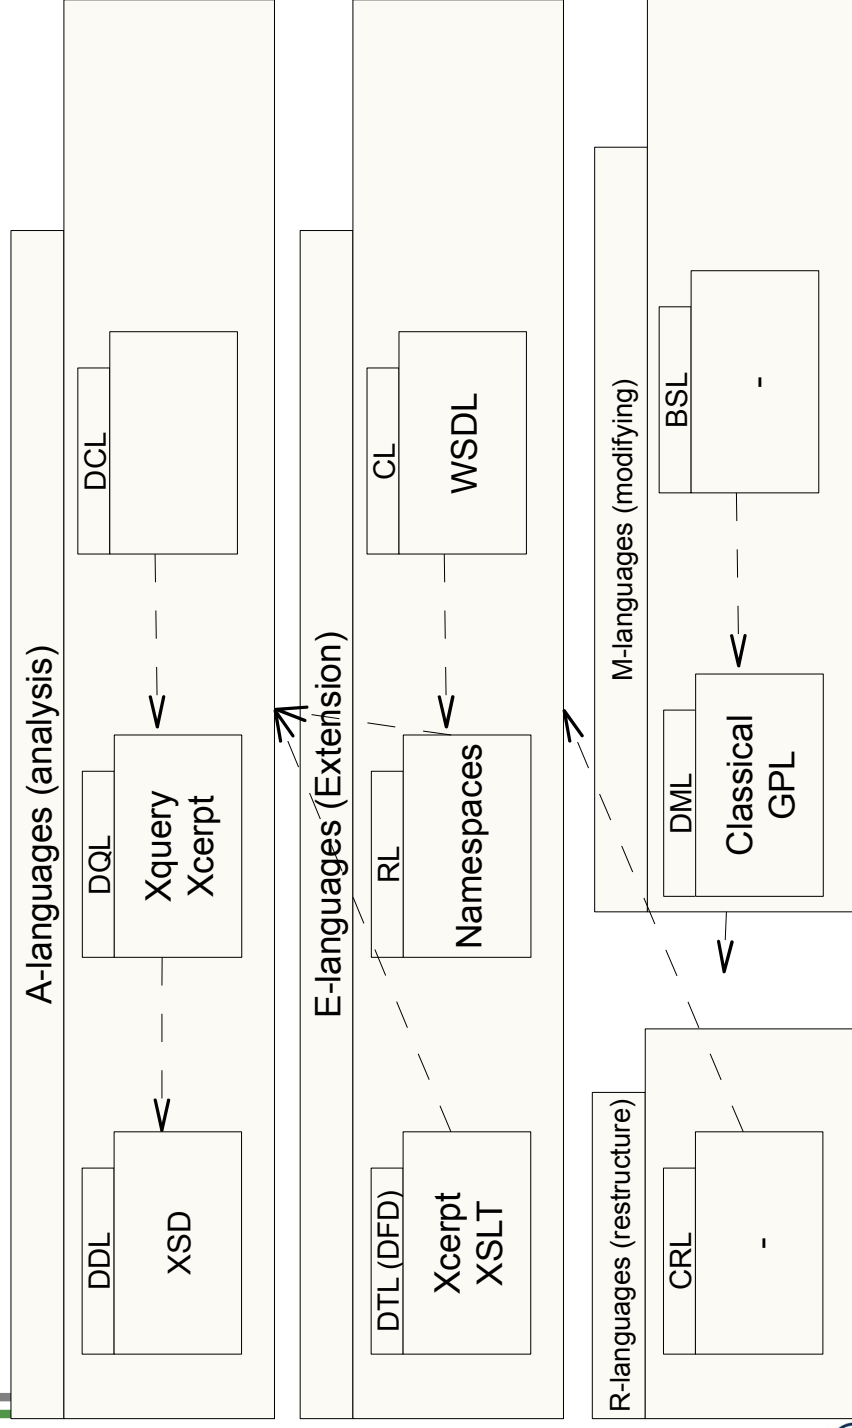 A-languages (analysis)
DDL
XSD
DQL
Xquery
Xcerpt
DCL
E-languages (Extension)
DTL (DFD)
Xcerpt
XSLT
RL
Namespaces
CL
WSDL
R-languages (restructure)
CRL
-
M-languages (modifying)
DML
Classical
GPL
BSL
-